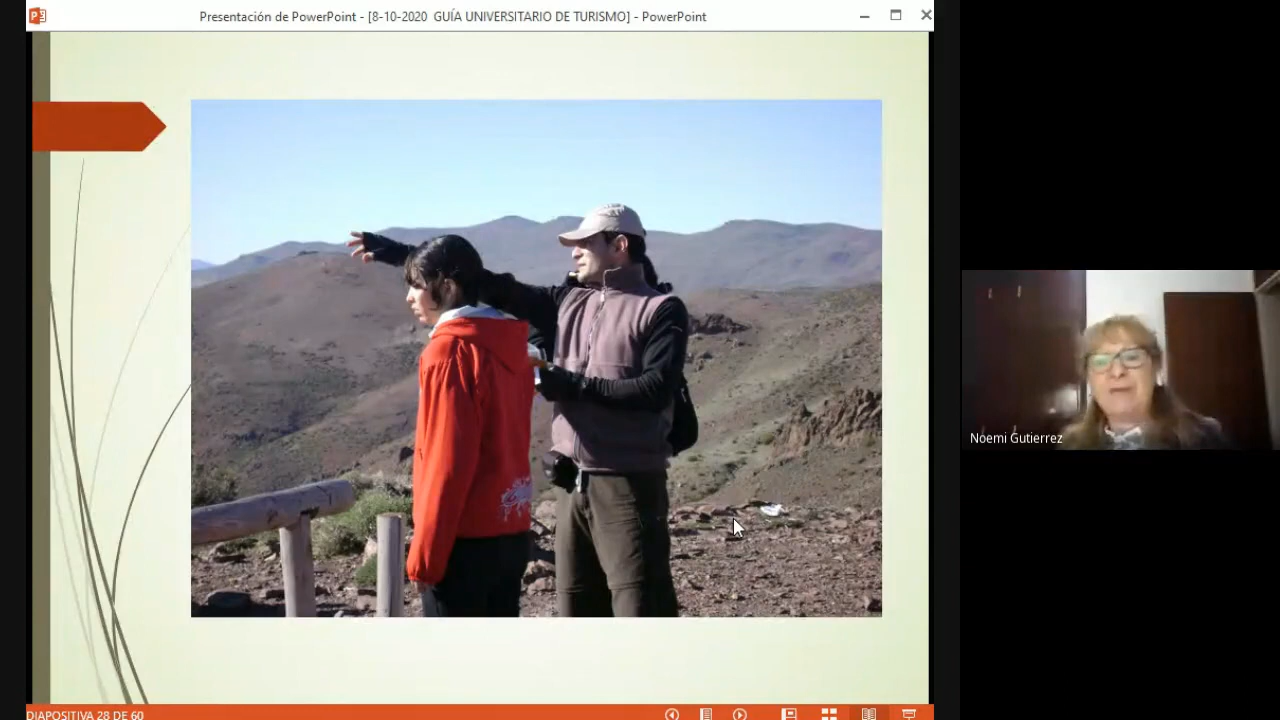 Presentación de PowerPoint - [8-10-2020  GUÍA UNIVERSITARIO DE TURISMO] - PowerPoint
Noemi Gutierrez
DIAPOSITIVA 28 DE 60